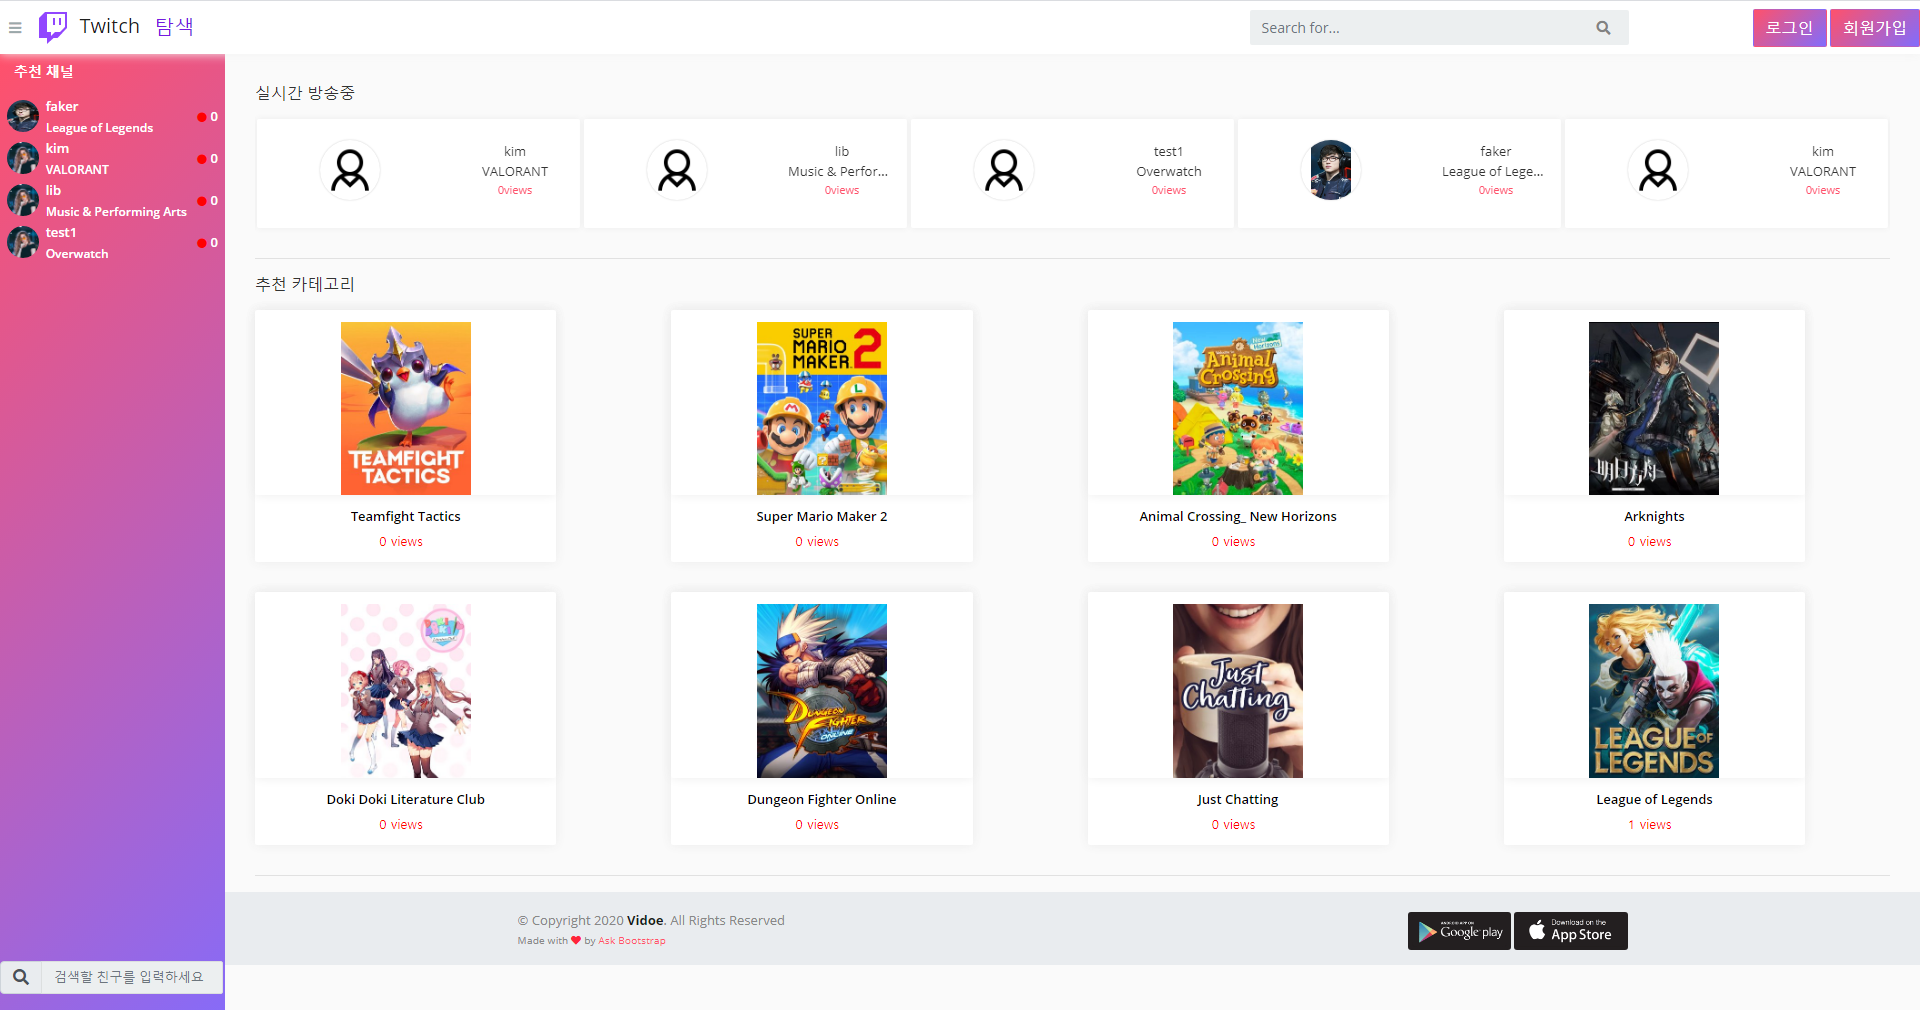 Twitch 탐색
Search for...
로그인 회원가입
추천 채널
faker
League of Legends
0
kim
VALORANT
0
lib
Music & Performing Arts
0
test1
Overwatch
0
검색할 친구를 입력하세요
실시간 방송중
kim
VALORANT
0views
lib
Music & Perfor...
0views
test1
Overwatch
0views
faker
League of Lege...
0views
kim
VALORANT
0views
추천 카테고리
TEAMFIGHT
TACTICS
Teamfight Tactics
0 views
SUPER
MARIO
MAKER 2
Super Mario Maker 2
0 views
New Horizons
Animal
Crossing
Animal Crossing_ New Horizons
0 views
明日方舟
Arknights
0 views
Doki Doki Literature Club
0 views
DUNGEON
FIGHTER
ONLINE
Dungeon Fighter Online
0 views
Just
Chatting
Just Chatting
0 views
LEAGUE OF
LEGENDS
League of Legends
1 views
© Copyright 2020 Vidoe. All Rights Reserved
Made with by Ask Bootstrap
ANDROID APP ON
Google play
Download on the
App Store